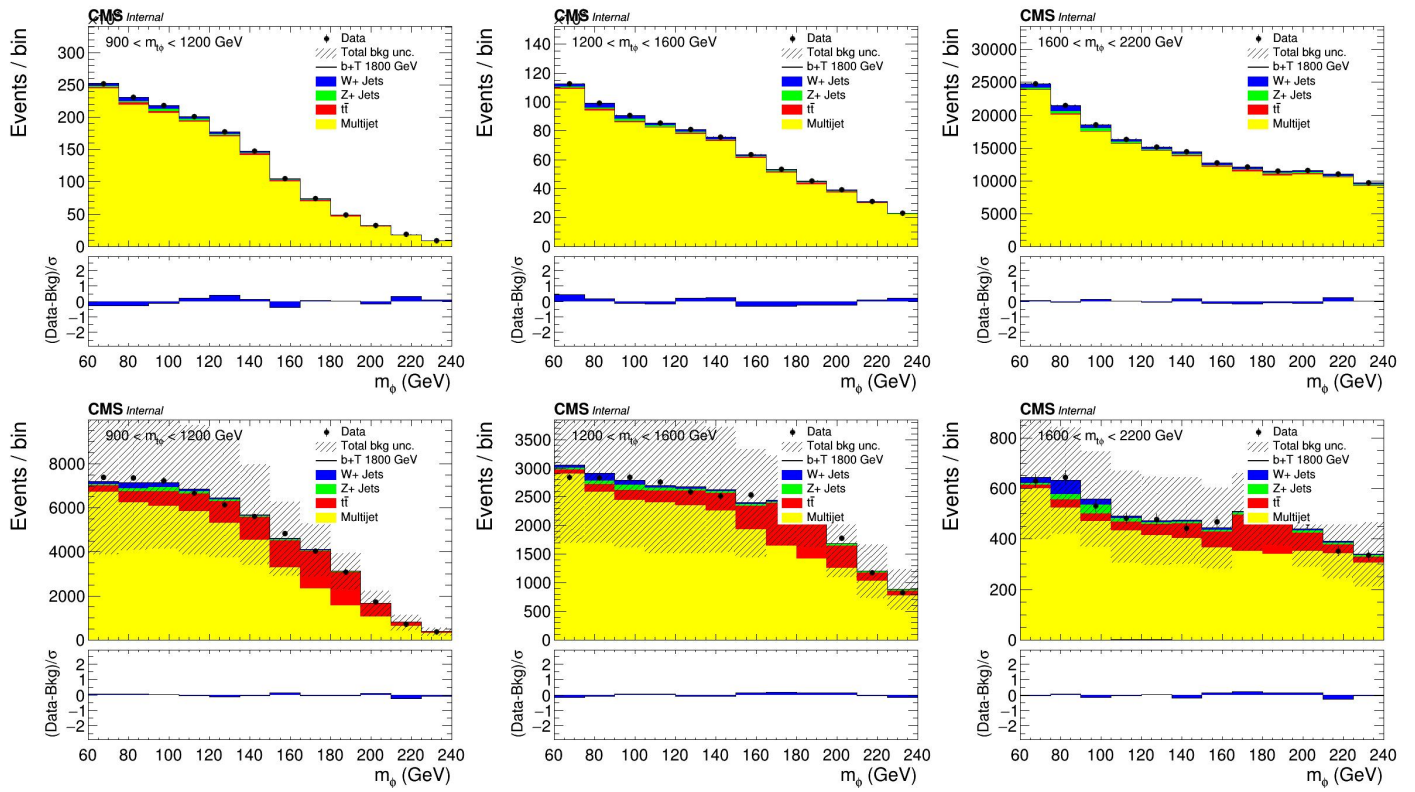 CMS Internal
900 < m_tφ < 1200 GeV
Data
Total bkg unc.
b+T 1800 GeV
W+ Jets
Z+ Jets
tt̄
Multijet
Events / bin
300
250
200
150
100
50
0
(Data-Bkg)/σ
2
1
0
−1
−2
60 80 100 120 140 160 180 200 220 240
m_φ (GeV)
CMS Internal
1200 < m_tφ < 1600 GeV
Data
Total bkg unc.
b+T 1800 GeV
W+ Jets
Z+ Jets
tt̄
Multijet
Events / bin
140
120
100
80
60
40
20
0
(Data-Bkg)/σ
2
1
0
−1
−2
60 80 100 120 140 160 180 200 220 240
m_φ (GeV)
CMS Internal
1600 < m_tφ < 2200 GeV
Data
Total bkg unc.
b+T 1800 GeV
W+ Jets
Z+ Jets
tt̄
Multijet
Events / bin
30000
25000
20000
15000
10000
5000
0
(Data-Bkg)/σ
2
1
0
−1
−2
60 80 100 120 140 160 180 200 220 240
m_φ (GeV)
CMS Internal
900 < m_tφ < 1200 GeV
Data
Total bkg unc.
b+T 1800 GeV
W+ Jets
Z+ Jets
tt̄
Multijet
Events / bin
8000
6000
4000
2000
0
(Data-Bkg)/σ
2
1
0
−1
−2
60 80 100 120 140 160 180 200 220 240
m_φ (GeV)
CMS Internal
1200 < m_tφ < 1600 GeV
Data
Total bkg unc.
b+T 1800 GeV
W+ Jets
Z+ Jets
tt̄
Multijet
Events / bin
3500
3000
2500
2000
1500
1000
500
0
(Data-Bkg)/σ
2
1
0
−1
−2
60 80 100 120 140 160 180 200 220 240
m_φ (GeV)
CMS Internal
1600 < m_tφ < 2200 GeV
Data
Total bkg unc.
b+T 1800 GeV
W+ Jets
Z+ Jets
tt̄
Multijet
Events / bin
800
600
400
200
0
(Data-Bkg)/σ
2
1
0
−1
−2
60 80 100 120 140 160 180 200 220 240
m_φ (GeV)